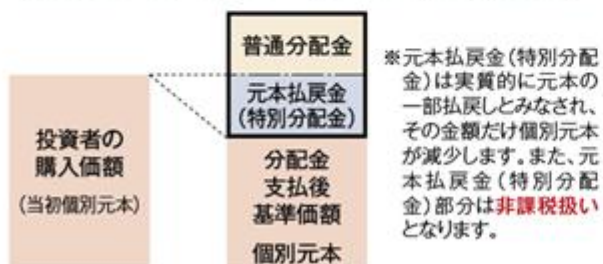 普通分配金
元本払戻金
(特別分配金)
投資者の
購入価額
(当初個別元本)
分配金
支払後
基準価額
個別元本
※元本払戻金(特別分配
金)は実質的に元本の
一部払戻しとみなされ、
その金額だけ個別元本
が減少します。また、元
本払戻金(特別分配
金)部分は非課税扱い
となります。